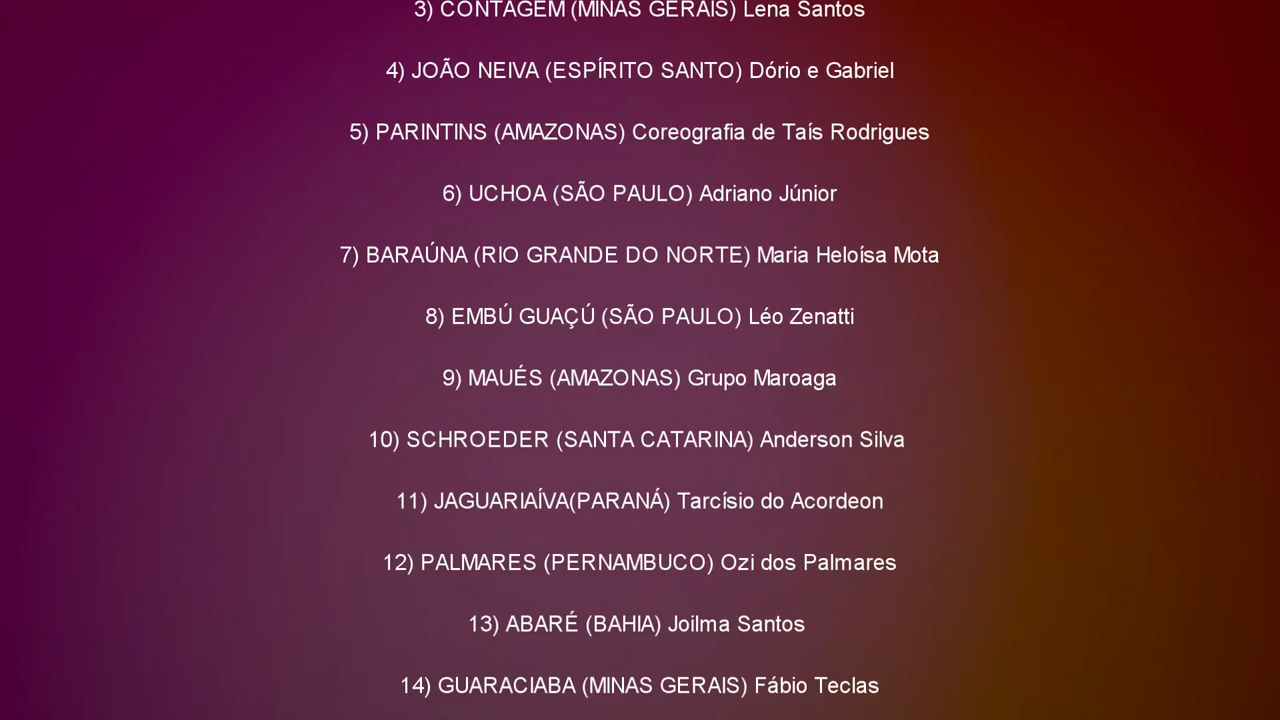 3) CONTAGEM (MINAS GERAIS) Lena Santos
4) JOÃO NEIVA (ESPÍRITO SANTO) Dório e Gabriel
5) PARINTINS (AMAZONAS) Coreografia de Taís Rodrigues
6) UCHOA (SÃO PAULO) Adriano Júnior
7) BARAÚNA (RIO GRANDE DO NORTE) Maria Heloísa Mota
8) EMBÚ GUAÇÚ (SÃO PAULO) Léo Zenatti
9) MAUÉS (AMAZONAS) Grupo Maroaga
10) SCHROEDER (SANTA CATARINA) Anderson Silva
11) JAGUARIAÍVA(PARANÁ) Tarcísio do Acordeon
12) PALMARES (PERNAMBUCO) Ozi dos Palmares
13) ABARÉ (BAHIA) Joilma Santos
14) GUARACIABA (MINAS GERAIS) Fábio Teclas